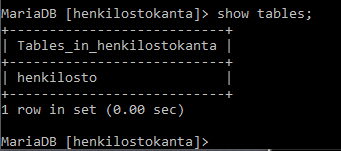 MariaDB [henkilostokanta]> show tables;
+---------------------------+
| Tables_in_henkilostokanta |
+---------------------------+
| henkilosto                |
+---------------------------+
1 row in set (0.00 sec)
MariaDB [henkilostokanta]>